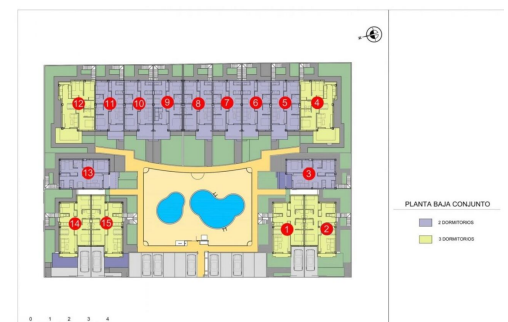 12 11 10 9 8 7 6 5 4
13 3
14 15 1 2
PLANTA BAJA CONJUNTO
2 DORMITORIOS
3 DORMITORIOS
0 1 2 3 4